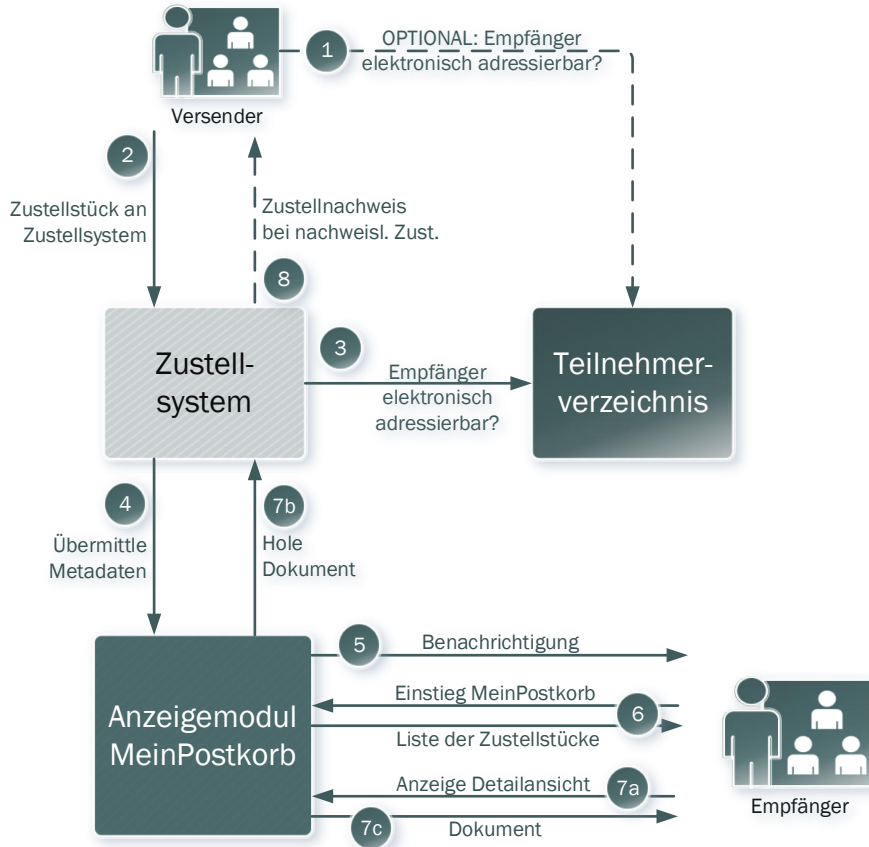 1
OPTIONAL: Empfänger
elektronisch adressierbar?
Versender
2
Zustellstück an
Zustellsystem
Zustellnachweis
bei nachweisl. Zust.
8
Zustell-
system
3
Empfänger
elektronisch
adressierbar?
Teilnehmer-
verzeichnis
4
Übermittle
Metadaten
7b
Hole
Dokument
Anzeigemodul
MeinPostkorb
5
Benachrichtigung
Einstieg MeinPostkorb
6
Liste der Zustellstücke
Anzeige Detailansicht
7a
7c
Dokument
Empfänger